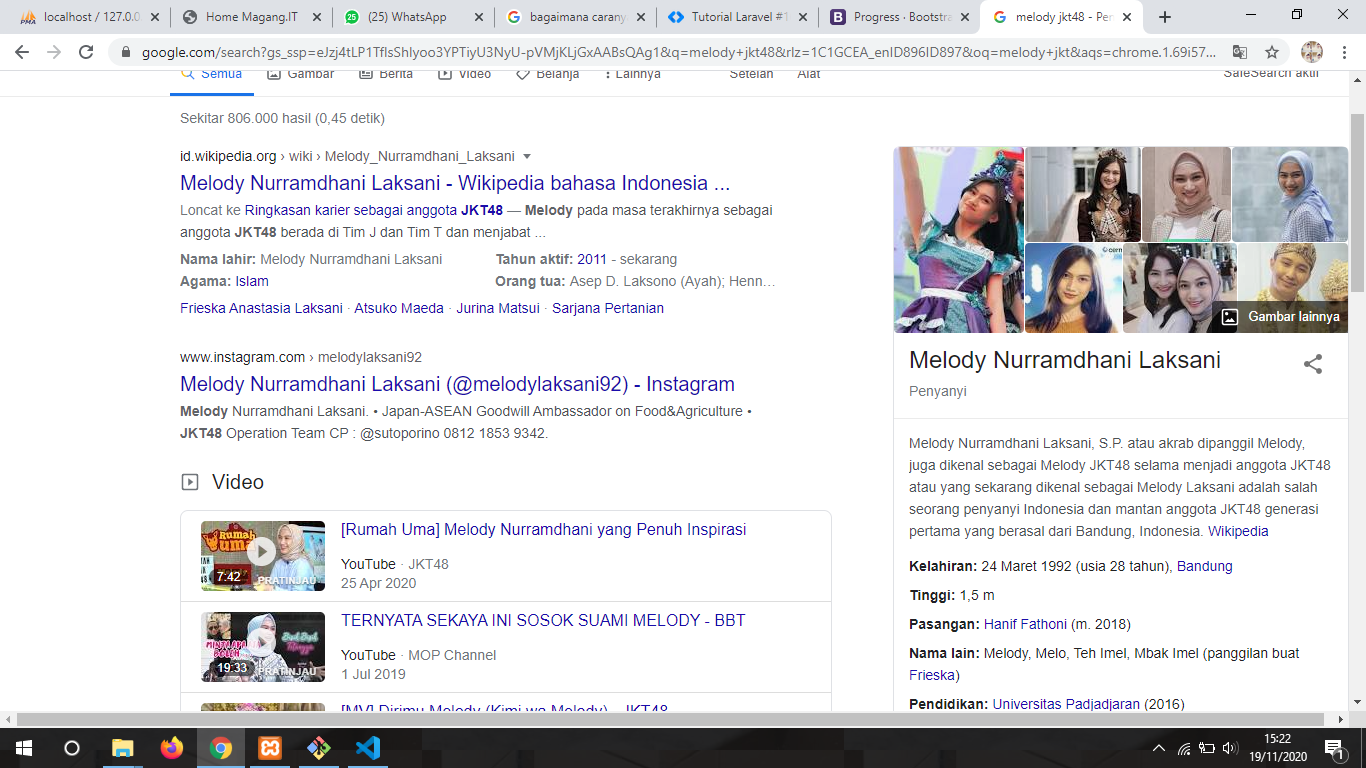 localhost / 127.0.0
Home Magang.IT
(25) WhatsApp
bagaimana carany
Tutorial Laravel #1
Progress · Bootstra
melody jkt48 - Pen
google.com/search?gs_ssp=eJzj4tLP1TfIsShIyoo3YPTiyU3NyU-pVMjKLjGxAABsQAg1&q=melody+jkt48&rlz=1C1GCEA_enID896ID897&oq=melody+jkt&aqs=chrome.1.69i57...
Semua Gambar Berita Video Belanja Lainnya Setelan Alat SafeSearch aktif
Sekitar 806.000 hasil (0,45 detik)
id.wikipedia.org › wiki › Melody_Nurramdhani_Laksani
Melody Nurramdhani Laksani - Wikipedia bahasa Indonesia ...
Loncat ke Ringkasan karier sebagai anggota JKT48 — Melody pada masa terakhirnya sebagai
anggota JKT48 berada di Tim J dan Tim T dan menjabat ...
Nama lahir: Melody Nurramdhani Laksani Tahun aktif: 2011 - sekarang
Agama: Islam Orang tua: Asep D. Laksono (Ayah); Henn...
Frieska Anastasia Laksani · Atsuko Maeda · Jurina Matsui · Sarjana Pertanian
www.instagram.com › melodylaksani92
Melody Nurramdhani Laksani (@melodylaksani92) - Instagram
Melody Nurramdhani Laksani. • Japan-ASEAN Goodwill Ambassador on Food&Agriculture •
JKT48 Operation Team CP : @sutoporino 0812 1853 9342.
Video
Rumah
uma
7:42
PRATINJAU
[Rumah Uma] Melody Nurramdhani yang Penuh Inspirasi
YouTube · JKT48
25 Apr 2020
MINTA APA
BOLEH
Bisik Bisik
Tetangga
19:33
PRATINJAU
TERNYATA SEKAYA INI SOSOK SUAMI MELODY - BBT
YouTube · MOP Channel
1 Jul 2019
[MV] Dirimu Melody (Kimi wa Melody) - JKT48
Gambar lainnya
Melody Nurramdhani Laksani
Penyanyi
Melody Nurramdhani Laksani, S.P. atau akrab dipanggil Melody,
juga dikenal sebagai Melody JKT48 selama menjadi anggota JKT48
atau yang sekarang dikenal sebagai Melody Laksani adalah salah
seorang penyanyi Indonesia dan mantan anggota JKT48 generasi
pertama yang berasal dari Bandung, Indonesia. Wikipedia
Kelahiran: 24 Maret 1992 (usia 28 tahun), Bandung
Tinggi: 1,5 m
Pasangan: Hanif Fathoni (m. 2018)
Nama lain: Melody, Melo, Teh Imel, Mbak Imel (panggilan buat
Frieska)
Pendidikan: Universitas Padjadjaran (2016)
15:22
19/11/2020
1